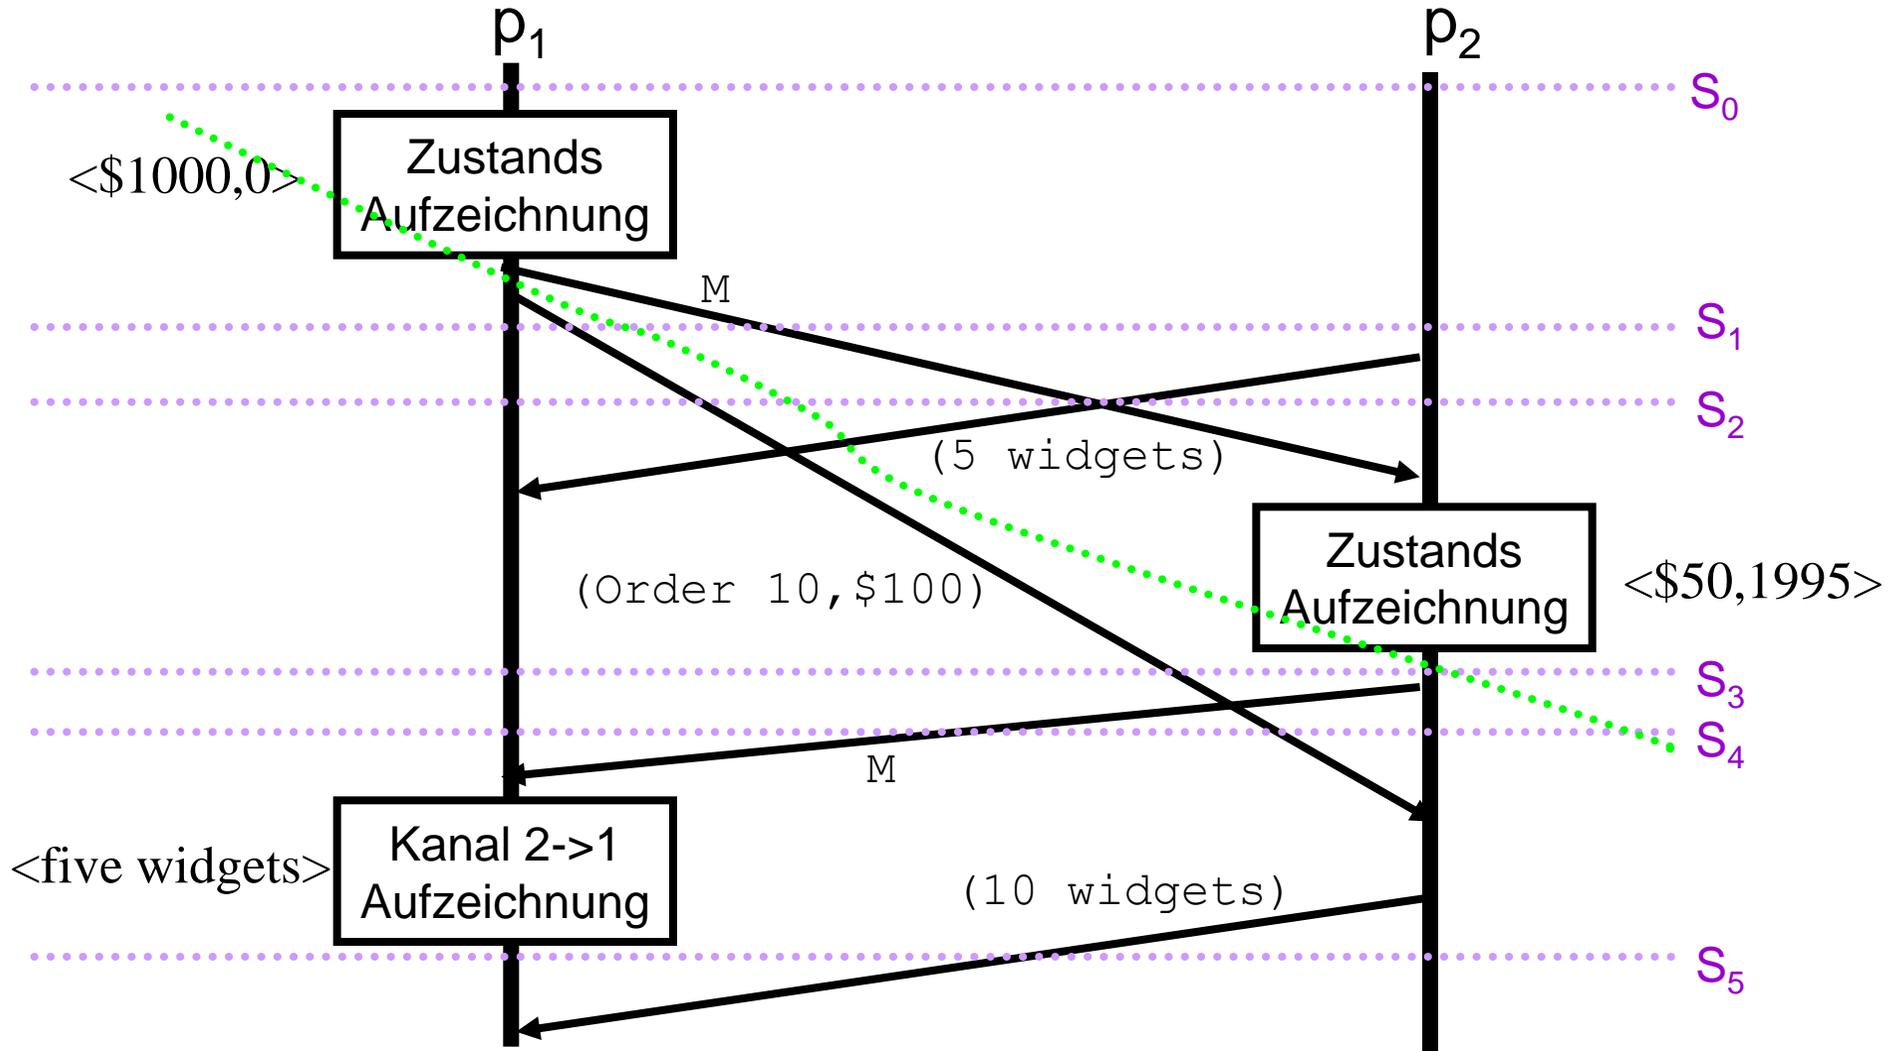 p1
p2
S0
Zustands
Aufzeichnung
<$1000,0>
M
S1
S2
(5 widgets)
Zustands
Aufzeichnung
<$50,1995>
(Order 10,$100)
S3
S4
M
Kanal 2->1
Aufzeichnung
<five widgets>
(10 widgets)
S5